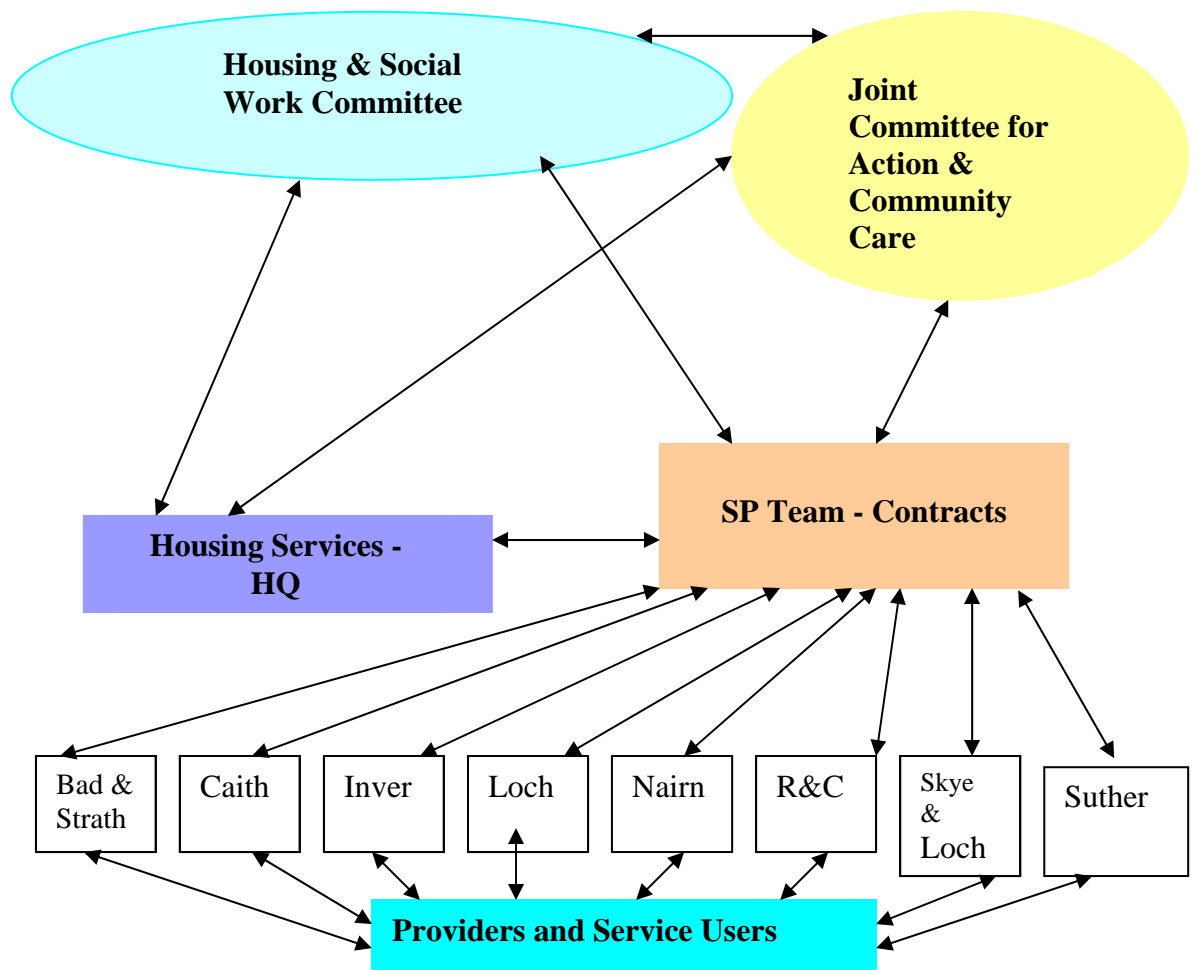 Housing & Social
Work Committee
Joint
Committee for
Action &
Community
Care
SP Team - Contracts
Housing Services -
HQ
Bad &
Strath
Caith
Inver
Loch
Nairn
R&C
Skye
&
Loch
Suther
Providers and Service Users